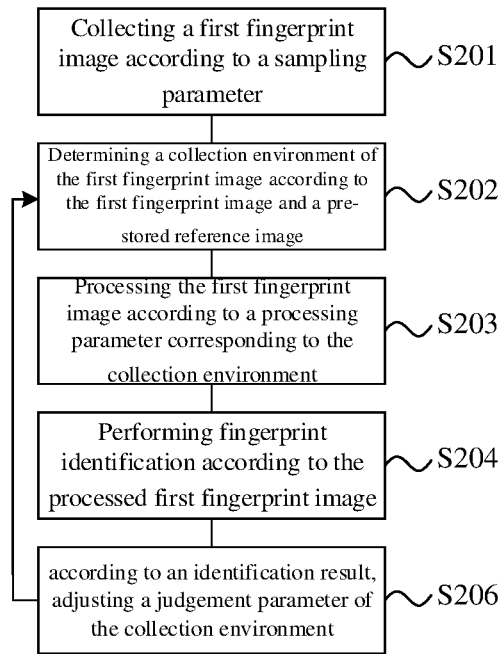 Collecting a first fingerprint
image according to a sampling
parameter
S201
Determining a collection environment of
the first fingerprint image according to
the first fingerprint image and a pre-
stored reference image
S202
Processing the first fingerprint
image according to a processing
parameter corresponding to the
collection environment
S203
Performing fingerprint
identification according to the
processed first fingerprint image
S204
according to an identification result,
adjusting a judgement parameter of
the collection environment
S206